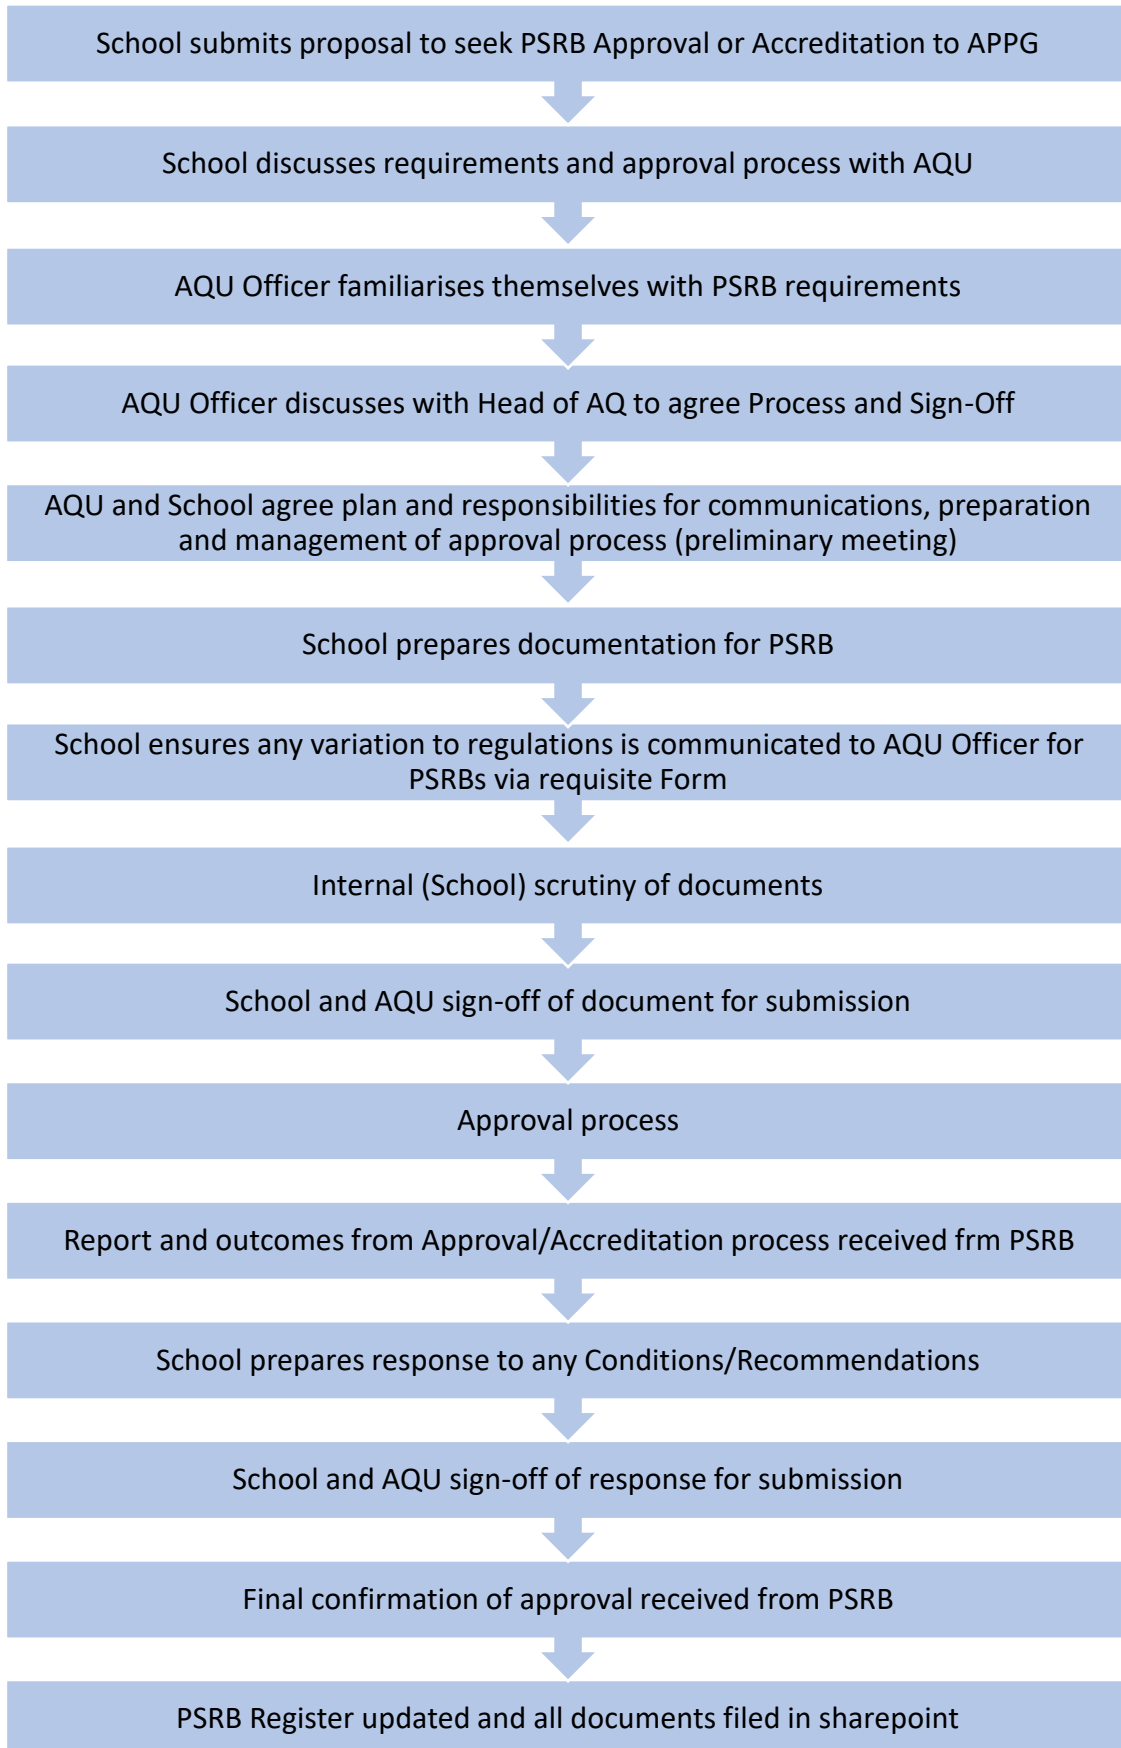 School submits proposal to seek PSRB Approval or Accreditation to APPG
School discusses requirements and approval process with AQU
AQU Officer familiarises themselves with PSRB requirements
AQU Officer discusses with Head of AQ to agree Process and Sign-Off
AQU and School agree plan and responsibilities for communications, preparation
and management of approval process (preliminary meeting)
School prepares documentation for PSRB
School ensures any variation to regulations is communicated to AQU Officer for
PSRBs via requisite Form
Internal (School) scrutiny of documents
School and AQU sign-off of document for submission
Approval process
Report and outcomes from Approval/Accreditation process received frm PSRB
School prepares response to any Conditions/Recommendations
School and AQU sign-off of response for submission
Final confirmation of approval received from PSRB
PSRB Register updated and all documents filed in sharepoint